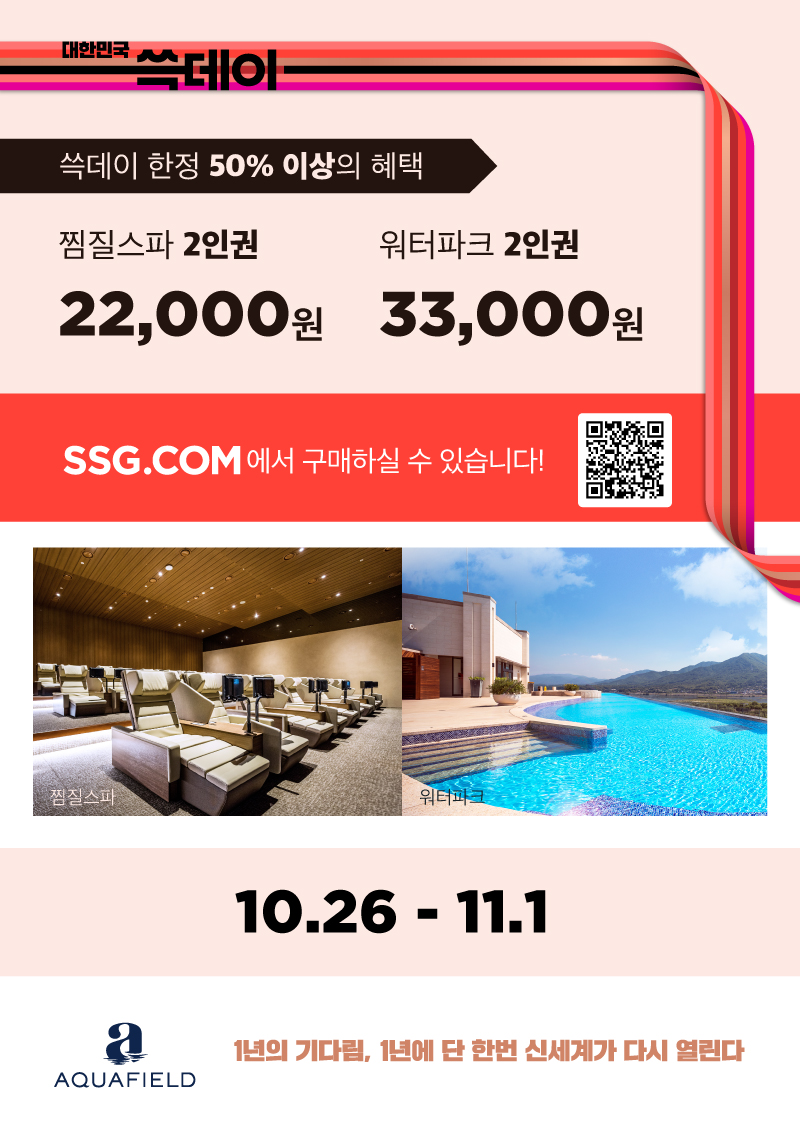 대한민국
쓱데이
쓱데이 한정 50% 이상의 혜택
찜질스파 2인권
22,000원
워터파크 2인권
33,000원
SSG.COM에서 구매하실 수 있습니다!
찜질스파
워터파크
10.26 - 11.1
a
AQUAFIELD
1년의 기다림, 1년에 단 한번 신세계가 다시 열린다